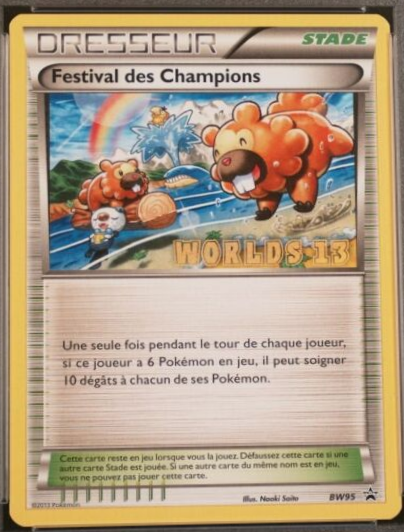 DRESSEUR STADE
Festival des Champions
WORLDS 13
Une seule fois pendant le tour de chaque joueur,
si ce joueur a 6 Pokémon en jeu, il peut soigner
10 dégâts à chacun de ses Pokémon.
Cette carte reste en jeu lorsque vous la jouez. Défaussez cette carte si une
autre carte Stade est jouée. Si une autre carte du même nom est en jeu,
vous ne pouvez pas jouer cette carte.
©2013 Pokémon Illus. Naoki Saito BW95